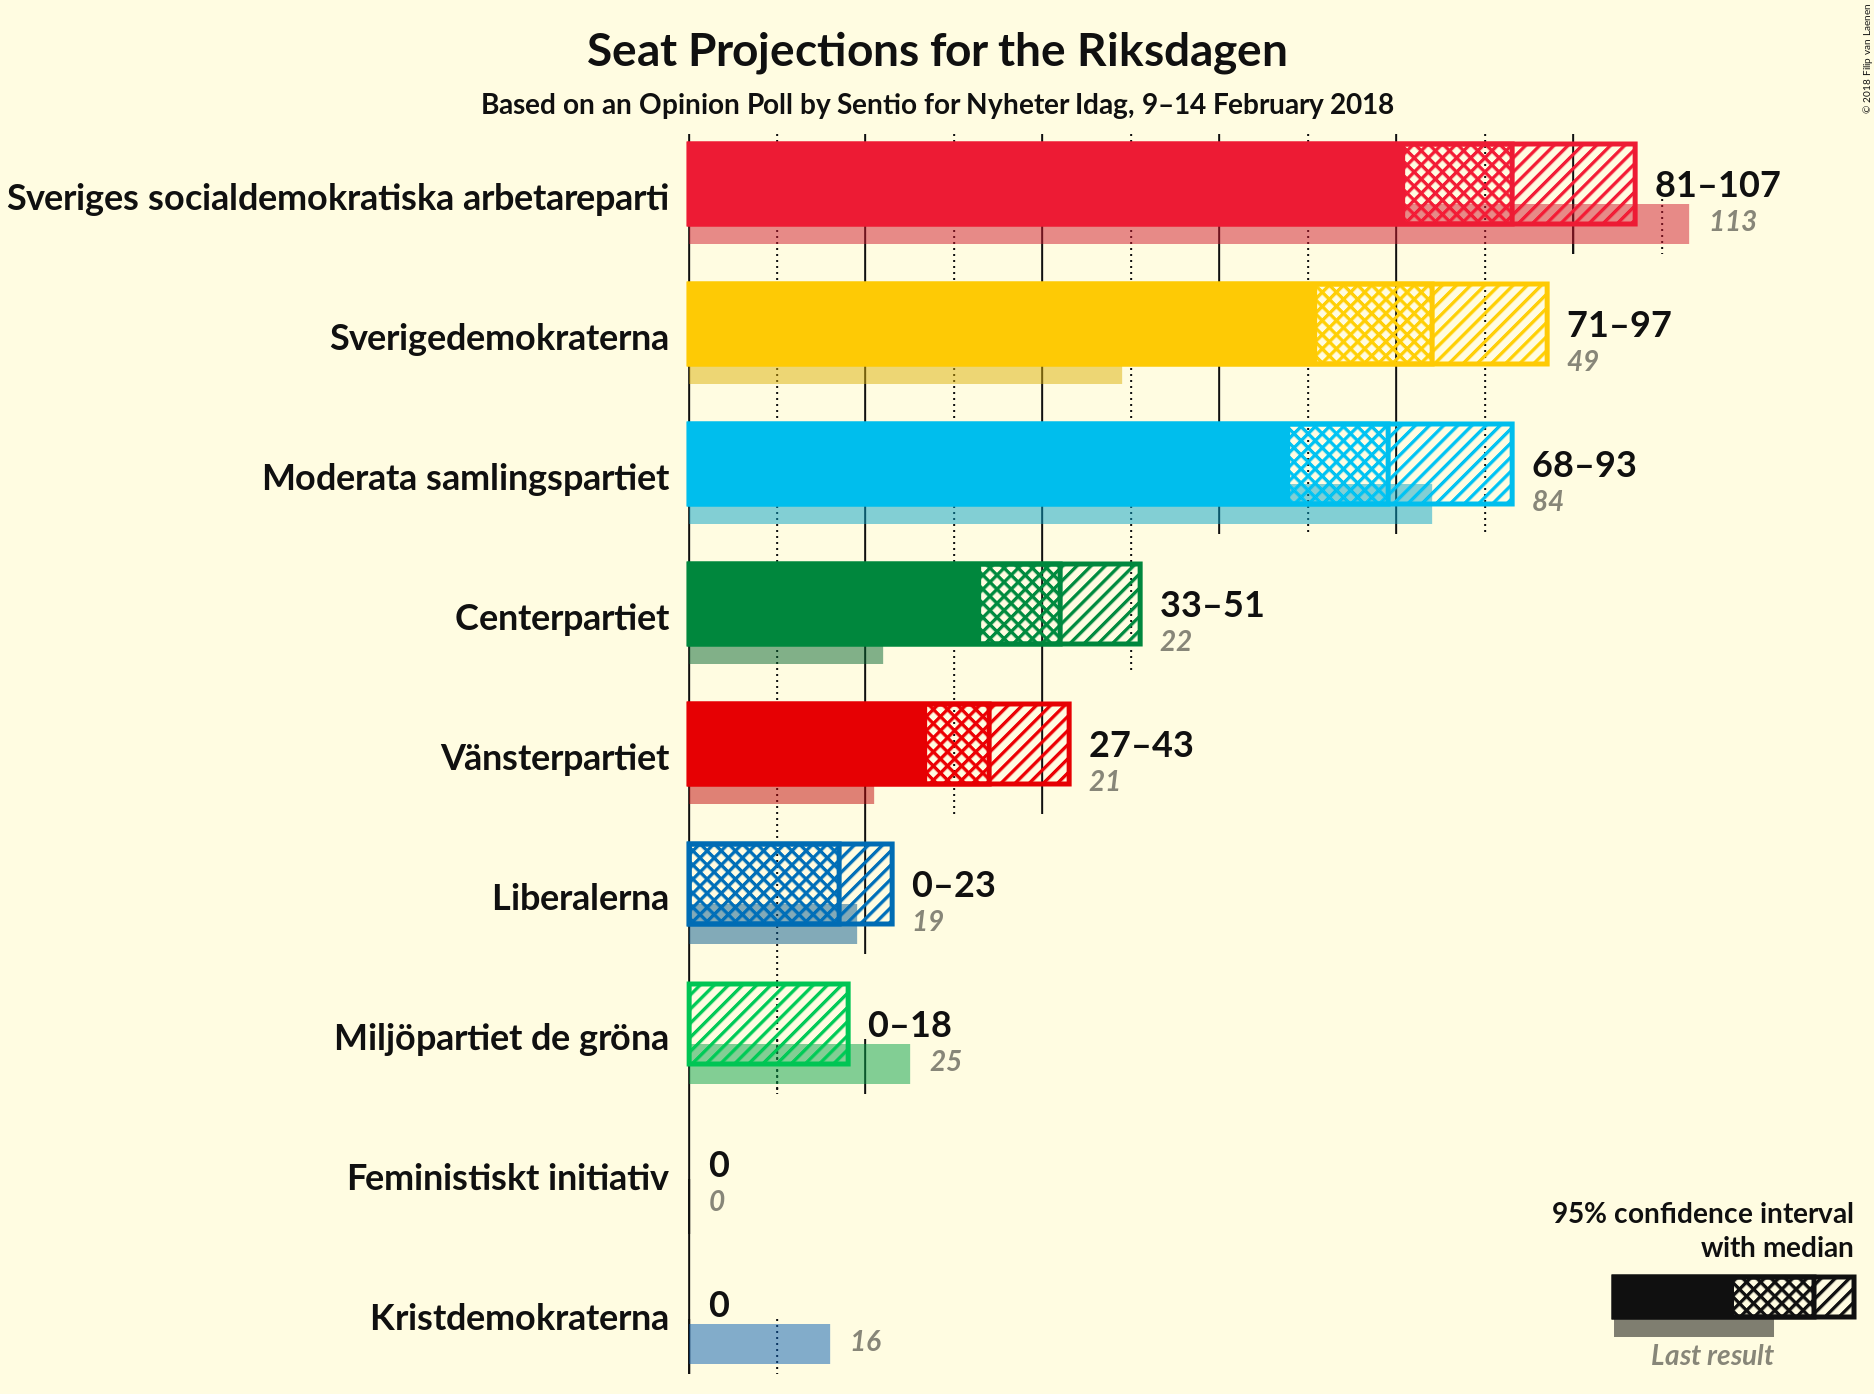 © 2018 Filip van Laenen
Seat Projections for the Riksdagen
Based on an Opinion Poll by Sentio for Nyheter Idag, 9–14 February 2018
Sveriges socialdemokratiska arbetareparti
81–107
113
Sverigedemokraterna
71–97
49
Moderata samlingspartiet
68–93
84
Centerpartiet
33–51
22
Vänsterpartiet
27–43
21
Liberalerna
0–23
19
Miljöpartiet de gröna
0–18
25
Feministiskt initiativ
0
0
Kristdemokraterna
0
16
95% confidence interval
with median
Last result